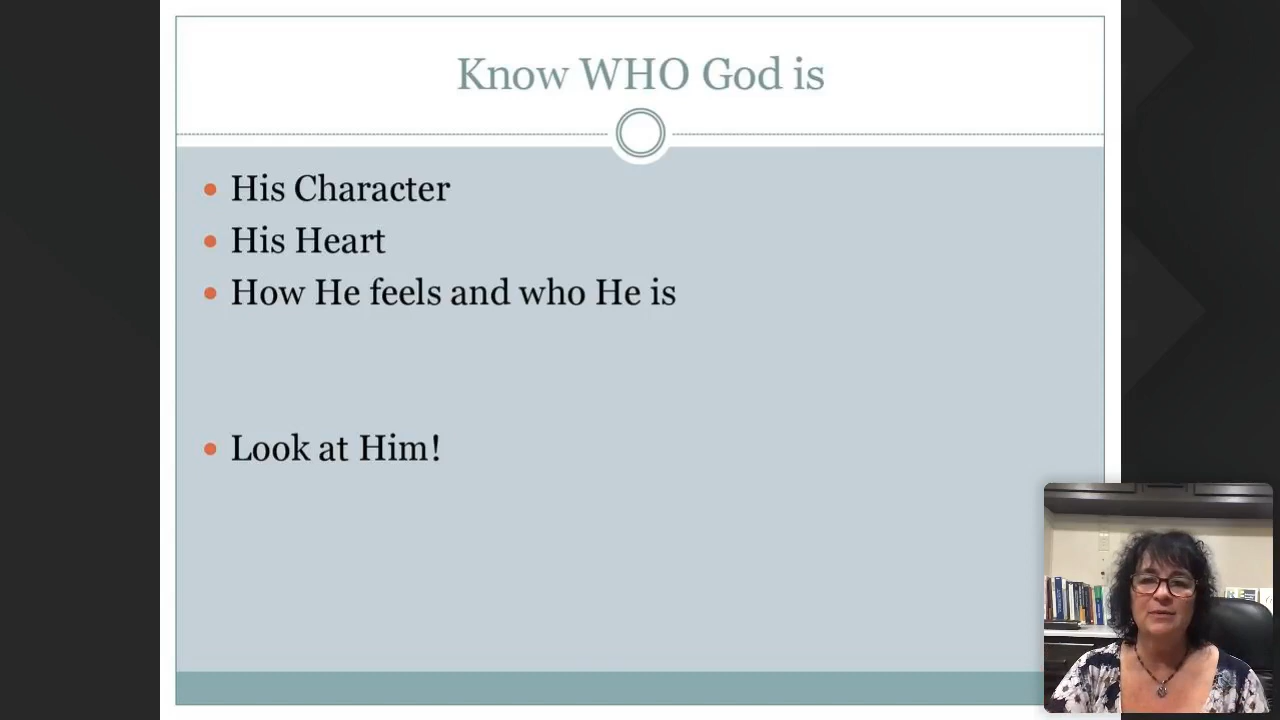 Know WHO God is
His Character
His Heart
How He feels and who He is
Look at Him!